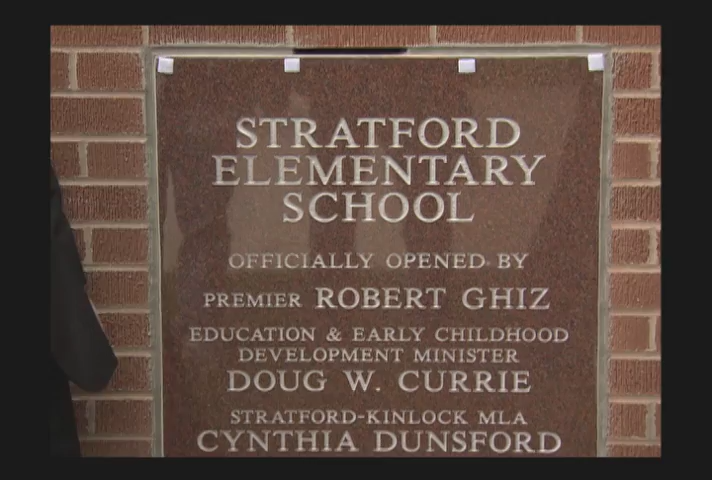 STRATFORD
ELEMENTARY
SCHOOL
OFFICIALLY OPENED BY
PREMIER ROBERT GHIZ
EDUCATION & EARLY CHILDHOOD
DEVELOPMENT MINISTER
DOUG W. CURRIE
STRATFORD-KINLOCK MLA
CYNTHIA DUNSFORD